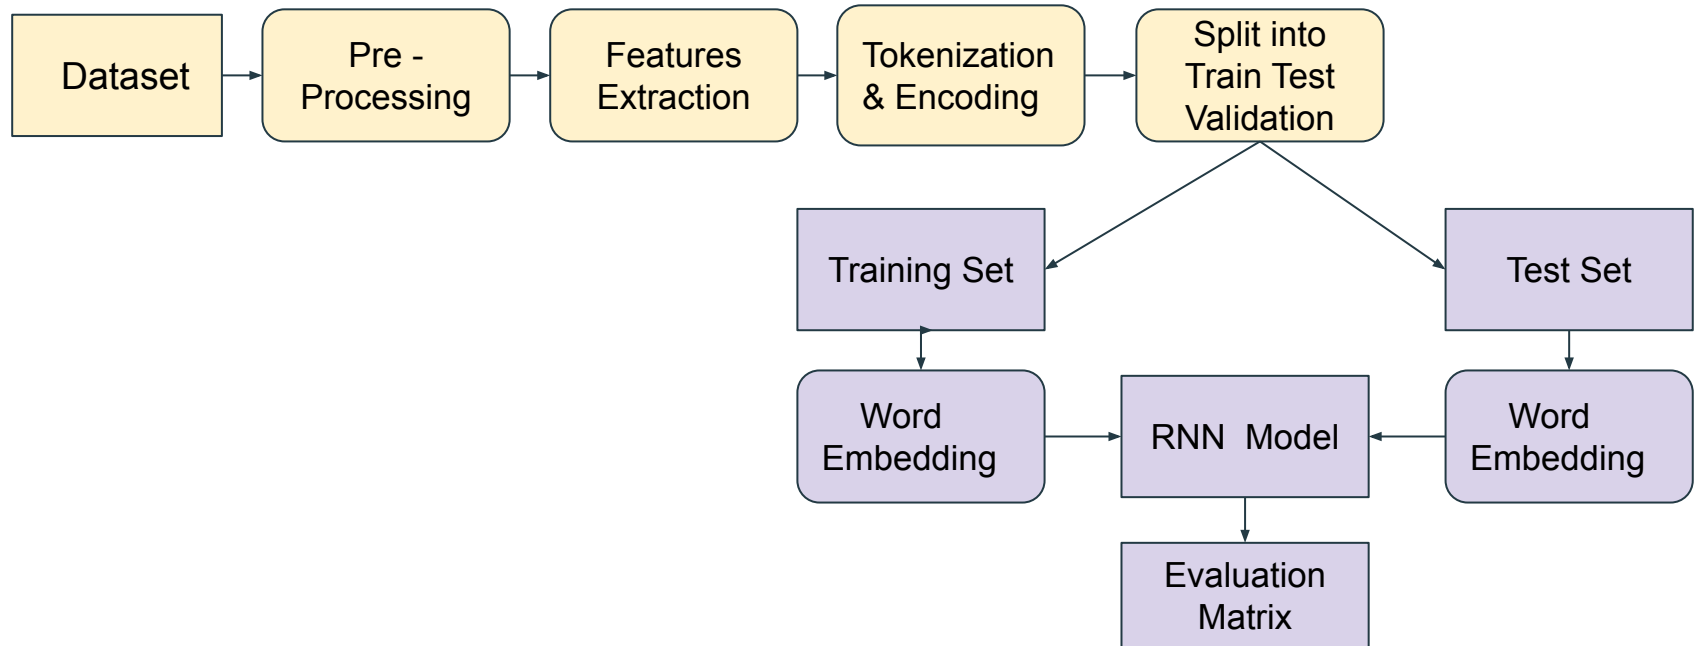 Dataset
Pre -
Processing
Features
Extraction
Tokenization
& Encoding
Split into
Train Test
Validation
Training Set
Test Set
Word
Embedding
RNN  Model
Word
Embedding
Evaluation
Matrix